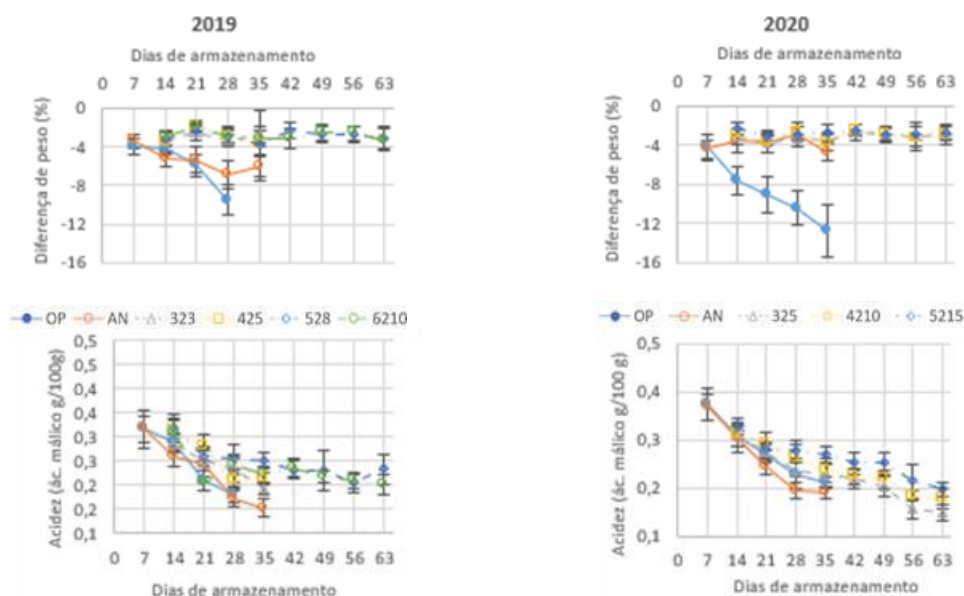 2019
Dias de armazenamento
0 7 14 21 28 35 42 49 56 63
Diferença de peso (%)
0
-4
-8
-12
-16
OP AN 323 425 528 6210
Acidez (ác. málico g/100g)
0,5
0,5
0,4
0,4
0,3
0,3
0,2
0,2
0,1
0 7 14 21 28 35 42 49 56 63
Dias de armazenamento
2020
Dias de armazenamento
0 7 14 21 28 35 42 49 56 63
Diferença de peso (%)
0
-4
-8
-12
-16
OP AN 325 4210 5215
Acidez (ác. málico g/100 g)
0,5
0,4
0,3
0,2
0,1
0 7 14 21 28 35 42 49 56 63
Dias de armazenamento